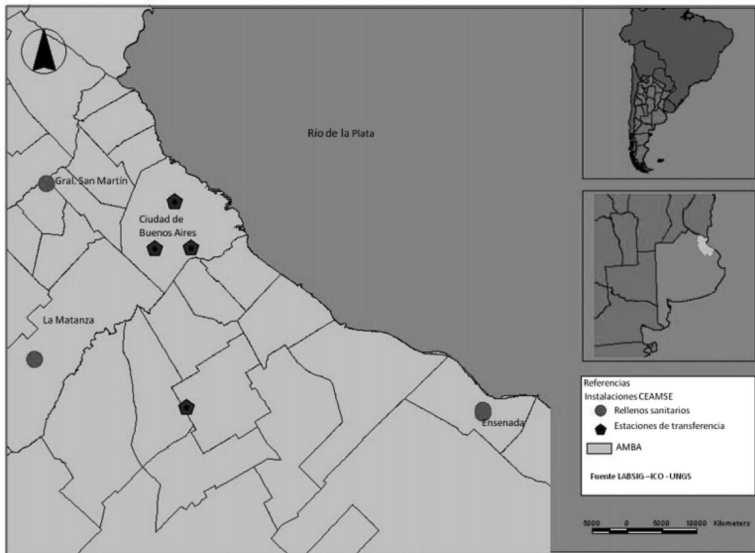 Río de la Plata
Gral. San Martín
Ciudad de
Buenos Aires
La Matanza
Ensenada
Referencias
Instalaciones CEAMSE
Rellenos sanitarios
Estaciones de transferencia
AMBA
Fuente LABSIG –ICO -UNGS
5000 0 5000 10000 Kilometers